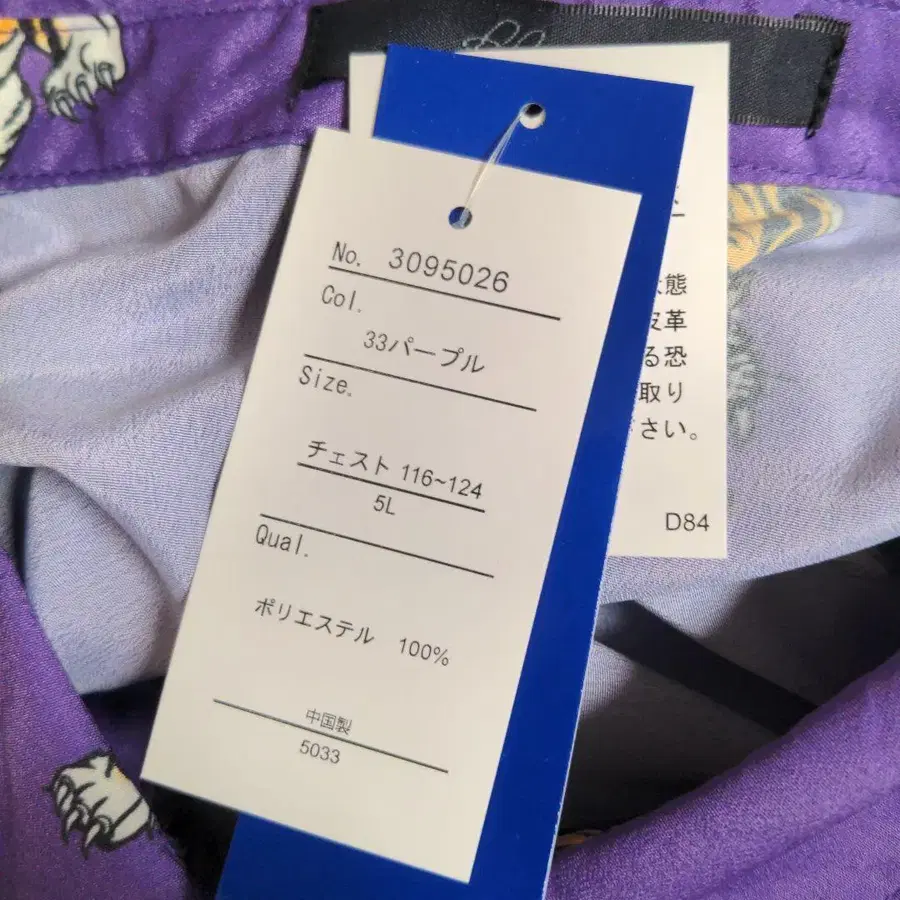 No. 3095026
Col.
33パープル
Size.
チェスト 116~124
5L
Qual.
ポリエステル 100%
中国製
5033
態
皮革
る恐
取り
さい。
D84